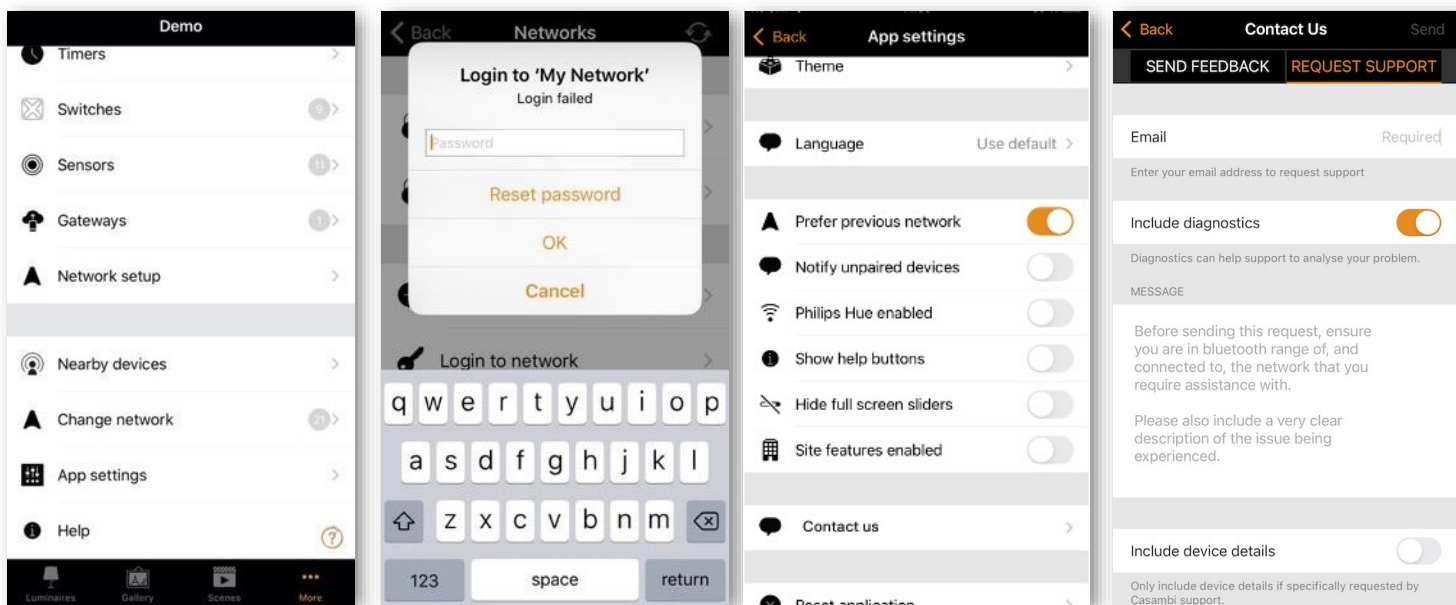 Demo
Timers
Switches 9
Sensors 11
Gateways 1
Network setup
Nearby devices
Change network 21
App settings
Help ?
Luminaires Gallery Scenes More
Back Networks
Login to ‘My Network’
Login failed
Password
Reset password
OK
Cancel
Login to network
q w e r t y u i o p
a s d f g h j k l
z x c v b n m
123 space return
Back App settings
Theme
Language Use default
Prefer previous network
Notify unpaired devices
Philips Hue enabled
Show help buttons
Hide full screen sliders
Site features enabled
Contact us
Reset application
Back Contact Us Send
SEND FEEDBACK REQUEST SUPPORT
Email Required
Enter your email address to request support
Include diagnostics
Diagnostics can help support to analyse your problem.
MESSAGE
Before sending this request, ensure
you are in bluetooth range of, and
connected to, the network that you
require assistance with.
Please also include a very clear
description of the issue being
experienced.
Include device details
Only include device details if specifically requested by
Casambi support.